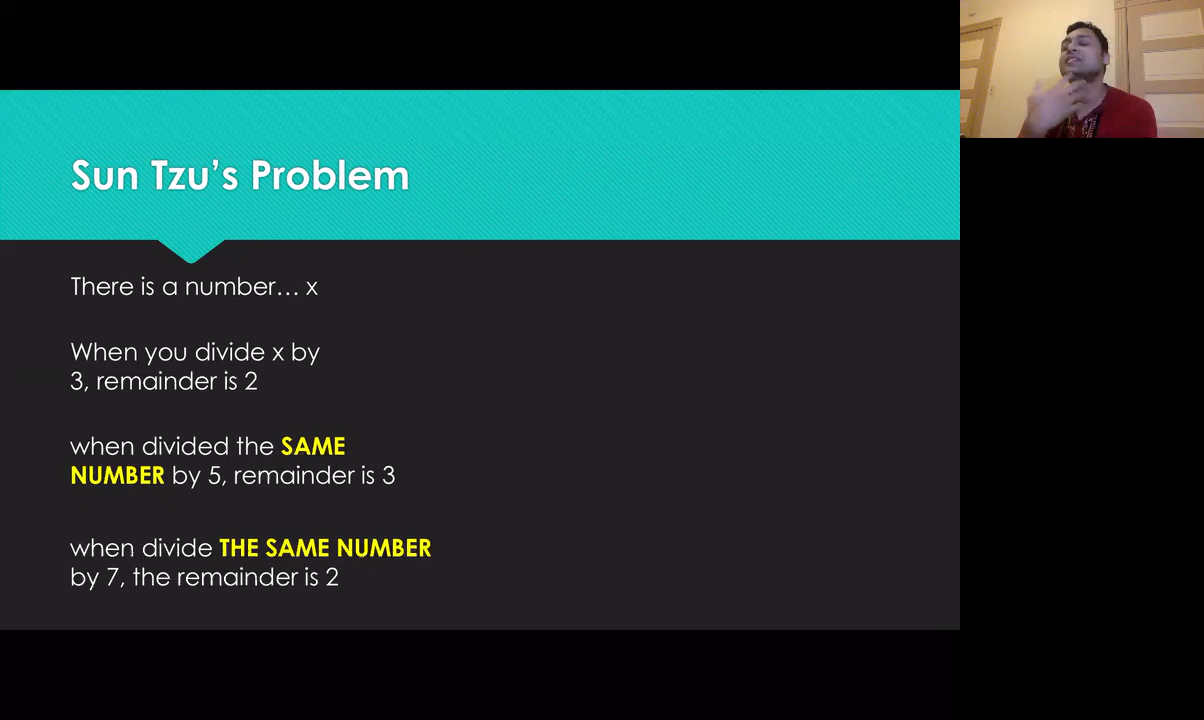 Sun Tzu’s Problem
There is a number... x
When you divide x by
3, remainder is 2
when divided the SAME
NUMBER by 5, remainder is 3
when divide THE SAME NUMBER
by 7, the remainder is 2